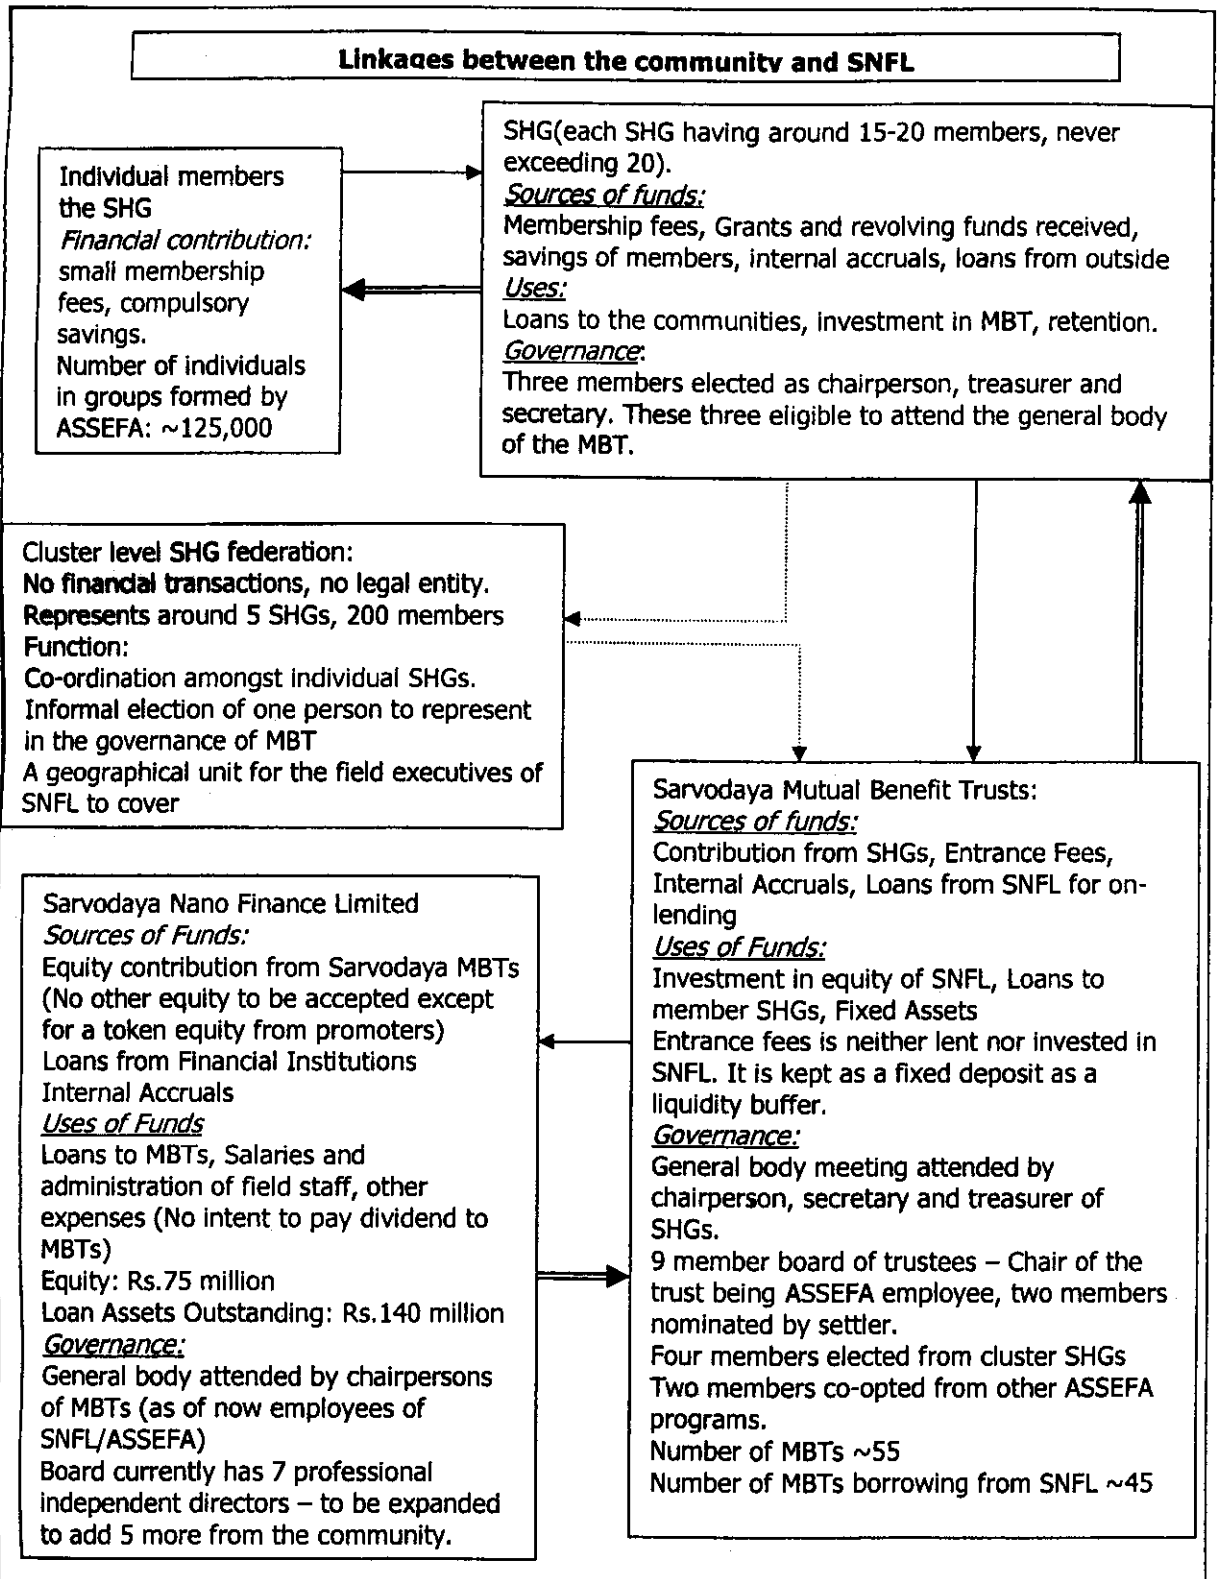 Linkages between the community and SNFL
Individual members
the SHG
Financial contribution:
small membership
fees, compulsory
savings.
Number of individuals
in groups formed by
ASSEFA: ~125,000
SHG(each SHG having around 15-20 members, never
exceeding 20).
Sources of funds:
Membership fees, Grants and revolving funds received,
savings of members, internal accruals, loans from outside
Uses:
Loans to the communities, investment in MBT, retention.
Governance:
Three members elected as chairperson, treasurer and
secretary. These three eligible to attend the general body
of the MBT.
Cluster level SHG federation:
No financial transactions, no legal entity.
Represents around 5 SHGs, 200 members
Function:
Co-ordination amongst individual SHGs.
Informal election of one person to represent
in the governance of MBT
A geographical unit for the field executives of
SNFL to cover
Sarvodaya Nano Finance Limited
Sources of Funds:
Equity contribution from Sarvodaya MBTs
(No other equity to be accepted except
for a token equity from promoters)
Loans from Financial Institutions
Internal Accruals
Uses of Funds
Loans to MBTs, Salaries and
administration of field staff, other
expenses (No intent to pay dividend to
MBTs)
Equity: Rs.75 million
Loan Assets Outstanding: Rs.140 million
Governance:
General body attended by chairpersons
of MBTs (as of now employees of
SNFL/ASSEFA)
Board currently has 7 professional
independent directors – to be expanded
to add 5 more from the community.
Sarvodaya Mutual Benefit Trusts:
Sources of funds:
Contribution from SHGs, Entrance Fees,
Internal Accruals, Loans from SNFL for on-
lending
Uses of Funds:
Investment in equity of SNFL, Loans to
member SHGs, Fixed Assets
Entrance fees is neither lent nor invested in
SNFL. It is kept as a fixed deposit as a
liquidity buffer.
Governance:
General body meeting attended by
chairperson, secretary and treasurer of
SHGs.
9 member board of trustees – Chair of the
trust being ASSEFA employee, two members
nominated by settler.
Four members elected from cluster SHGs
Two members co-opted from other ASSEFA
programs.
Number of MBTs ~55
Number of MBTs borrowing from SNFL ~45